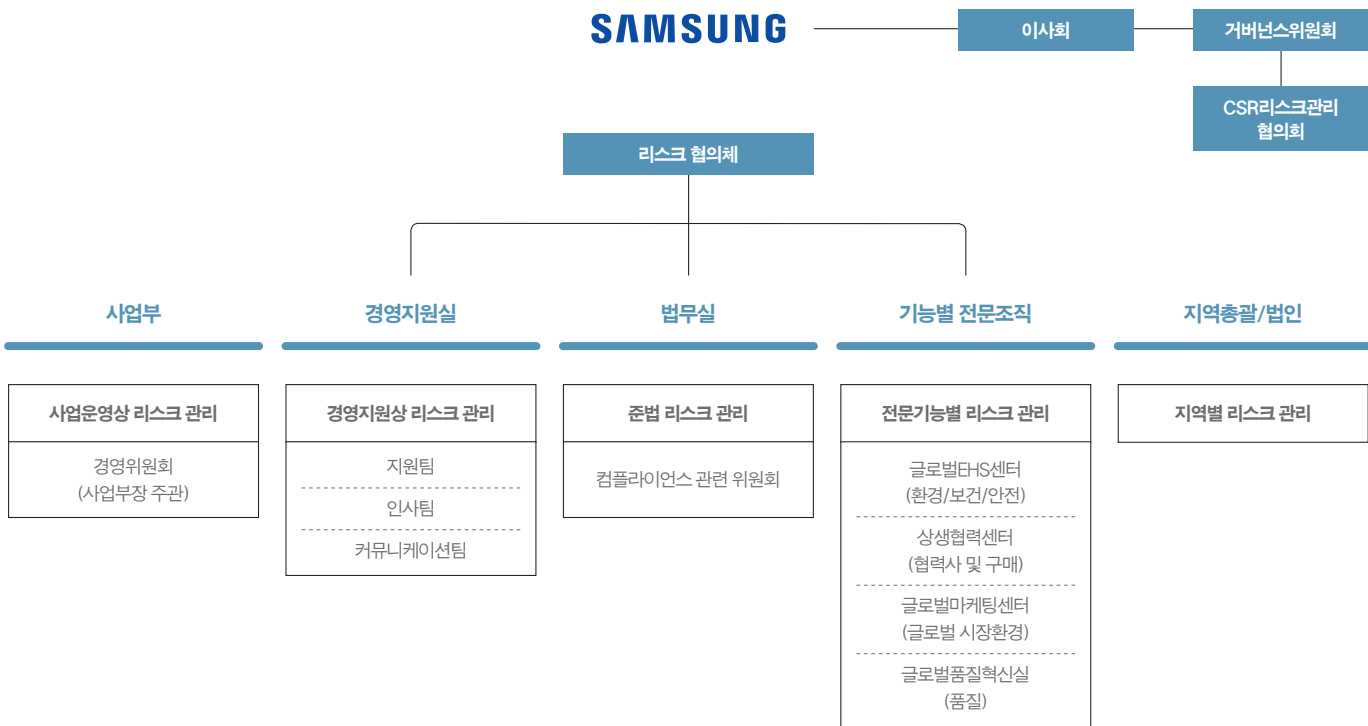 SAMSUNG
이사회
거버넌스위원회
CSR리스크관리
협의회
리스크 협의체
사업부
경영지원실
법무실
기능별 전문조직
지역총괄/법인
사업운영상 리스크 관리
경영위원회
(사업부장 주관)
경영지원상 리스크 관리
지원팀
인사팀
커뮤니케이션팀
준법 리스크 관리
컴플라이언스 관련 위원회
전문기능별 리스크 관리
글로벌EHS센터
(환경/보건/안전)
상생협력센터
(협력사 및 구매)
글로벌마케팅센터
(글로벌 시장환경)
글로벌품질혁신실
(품질)
지역별 리스크 관리